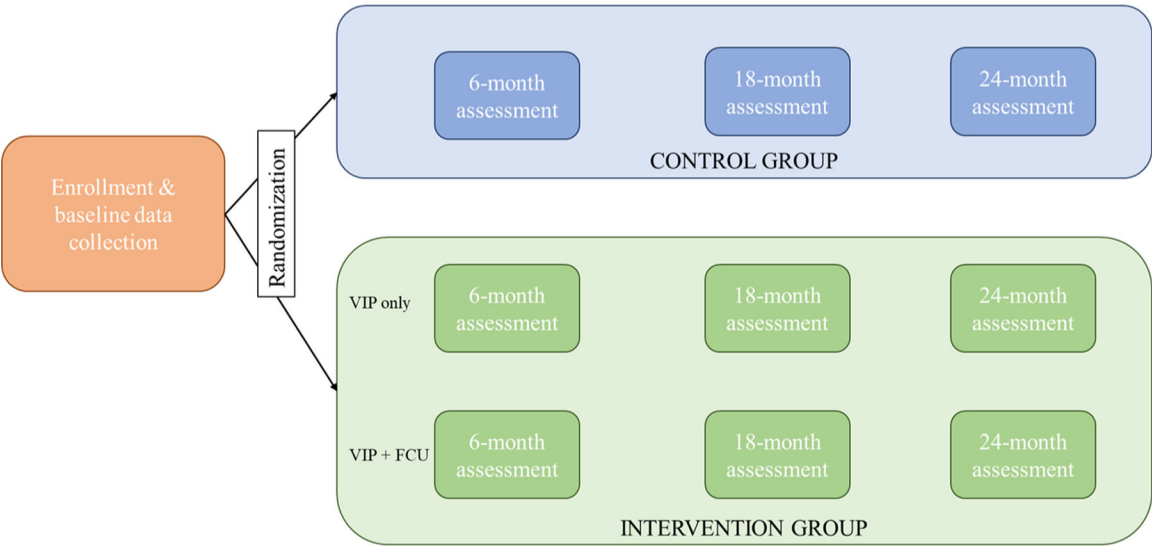 Enrollment &
baseline data
collection
Randomization
6-month
assessment
18-month
assessment
24-month
assessment
CONTROL GROUP
VIP only
6-month
assessment
18-month
assessment
24-month
assessment
VIP + FCU
6-month
assessment
18-month
assessment
24-month
assessment
INTERVENTION GROUP